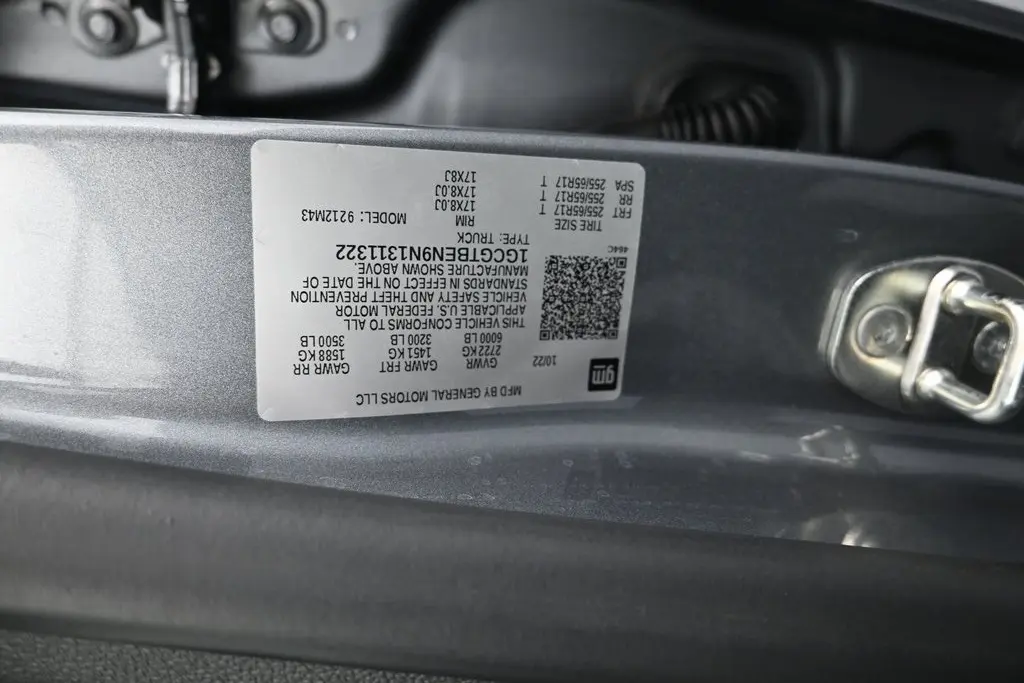 MFD BY GENERAL MOTORS LLC
gm
10/22
GVWR GAWR FRT GAWR RR
2722 KG 1451 KG 1588 KG
6000 LB 3200 LB 3500 LB
THIS VEHICLE CONFORMS TO ALL
APPLICABLE U.S. FEDERAL MOTOR
VEHICLE SAFETY AND THEFT PREVENTION
STANDARDS IN EFFECT ON THE DATE OF
MANUFACTURE SHOWN ABOVE.
1GCGTBEN9N1311322
TYPE: TRUCK
464C
MODEL: 9212M43
TIRE SIZE RIM
FRT 255/65R17 T 17X8.0J
RR 255/65R17 T 17X8.0J
SPA 255/65R17 T 17X8J